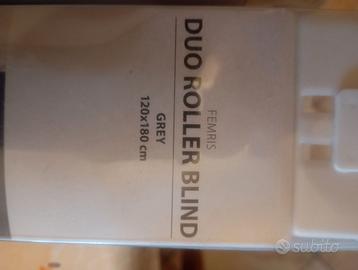 FEMRIS
DUO ROLLER BLIND
GREY
120x180 cm
subito